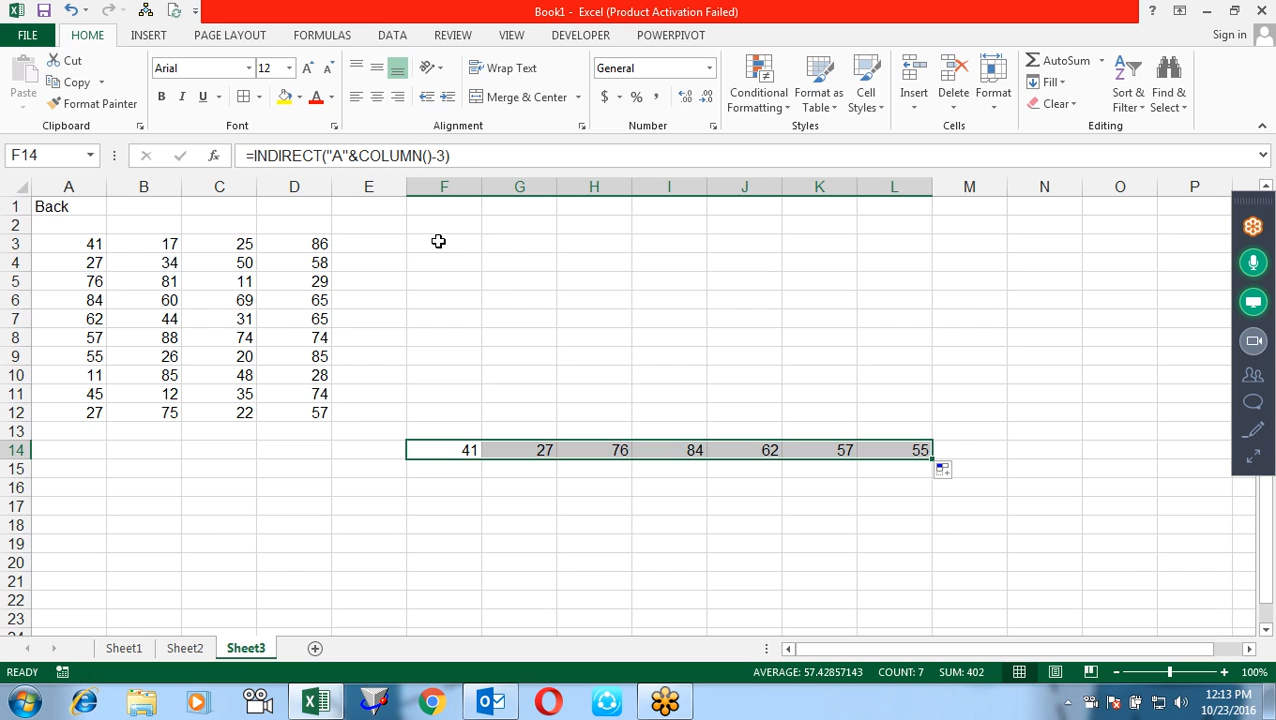 Book1 - Excel (Product Activation Failed)
FILE HOME INSERT PAGE LAYOUT FORMULAS DATA REVIEW VIEW DEVELOPER POWERPIVOT Sign in
Paste Cut Copy Format Painter Clipboard
Arial 12 B I U A Font
Wrap Text Merge & Center Alignment
General $ % , Number
Conditional Formatting Format as Table Cell Styles Styles
Insert Delete Format Cells
AutoSum Fill Clear Sort & Filter Find & Select Editing
F14 fx =INDIRECT("A"&COLUMN()-3)
A B C D E F G H I J K L M N O P
1 Back
2
3 41 17 25 86
4 27 34 50 58
5 76 81 11 29
6 84 60 69 65
7 62 44 31 65
8 57 88 74 74
9 55 26 20 85
10 11 85 48 28
11 45 12 35 74
12 27 75 22 57
13
14 41 27 76 84 62 57 55
15
16
17
18
19
20
21
22
23
Sheet1 Sheet2 Sheet3
READY AVERAGE: 57.42857143 COUNT: 7 SUM: 402 100%
12:13 PM
10/23/2016